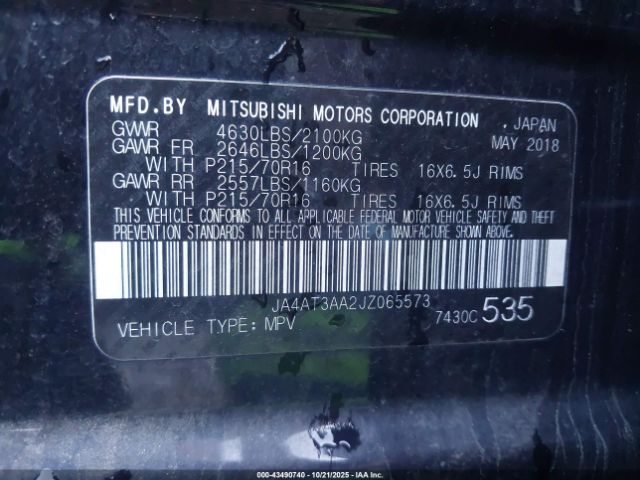 MFD.BY MITSUBISHI MOTORS CORPORATION . JAPAN
GVWR 4630LBS/2100KG MAY 2018
GAWR FR 2646LBS/1200KG
WITH P215/70R16 TIRES 16X6.5J RIMS
GAWR RR 2557LBS/1160KG
WITH P215/70R16 TIRES 16X6.5J RIMS
THIS VEHICLE CONFORMS TO ALL APPLICABLE FEDERAL MOTOR VEHICLE SAFETY AND THEFT
PREVENTION STANDARDS IN EFFECT ON THE DATE OF MANUFACTURE SHOWN ABOVE.
JA4AT3AA2JZ065573
VEHICLE TYPE: MPV 7430C 535
000-43490740 - 10/21/2025 - IAA Inc.